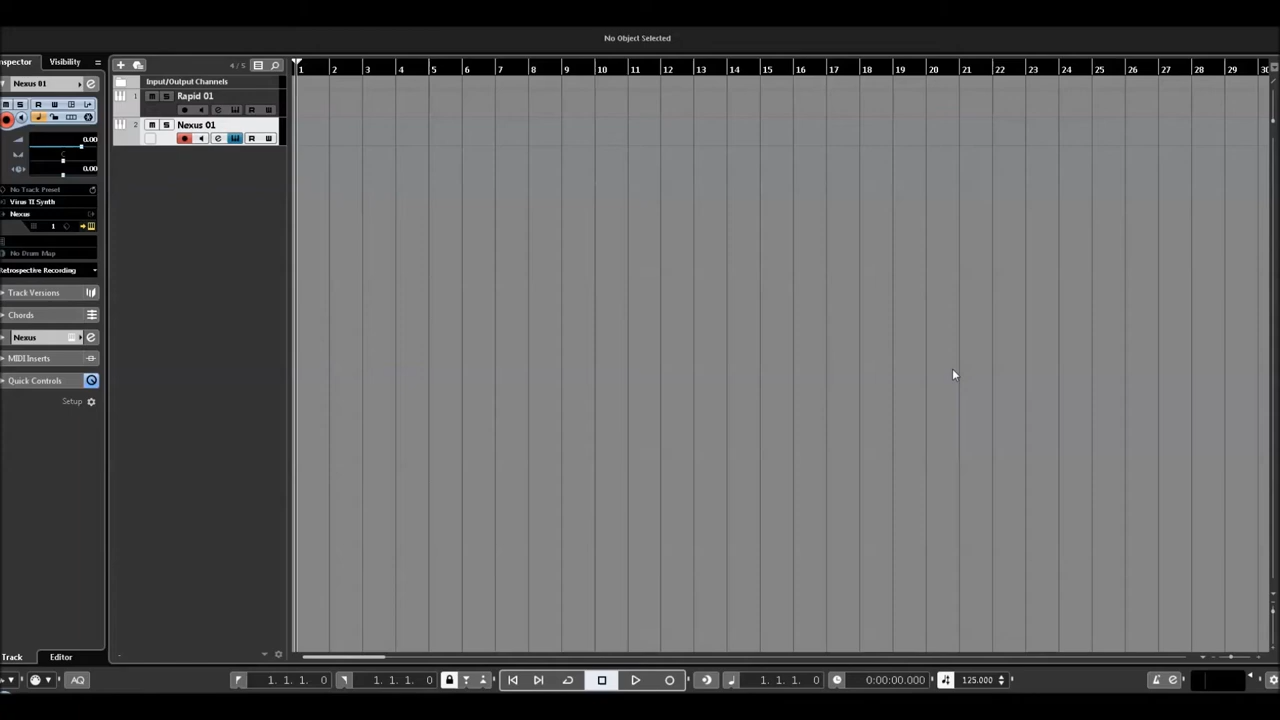 No Object Selected
Inspector Visibility
Nexus 01
M S R W
0.00
C
0.00
No Track Preset
Virus TI Synth
Nexus
1
No Drum Map
Retrospective Recording
Track Versions
Chords
Nexus
MIDI Inserts
Quick Controls
Setup
Track Editor
4 / 5
Input/Output Channels
1 M S Rapid 01
R W
2 M S Nexus 01
R W
1 2 3 4 5 6 7 8 9 10 11 12 13 14 15 16 17 18 19 20 21 22 23 24 25 26 27 28 29 30
AQ 1. 1. 1. 0 1. 1. 1. 0 1. 1. 1. 0 0:00:00.000 125.000